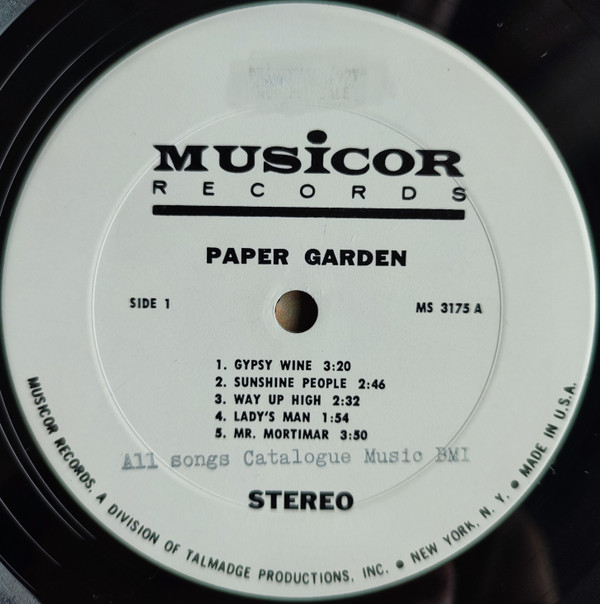 MUSiCOR
RECORDS
PAPER GARDEN
SIDE 1
MS 3175 A
1. GYPSY WINE 3:20
2. SUNSHINE PEOPLE 2:46
3. WAY UP HIGH 2:32
4. LADY'S MAN 1:54
5. MR. MORTIMAR 3:50
All songs Catalogue Music BMI
STEREO
MUSICOR RECORDS, A DIVISION OF TALMADGE PRODUCTIONS, INC. ● NEW YORK, N. Y. ● MADE IN U.S.A.